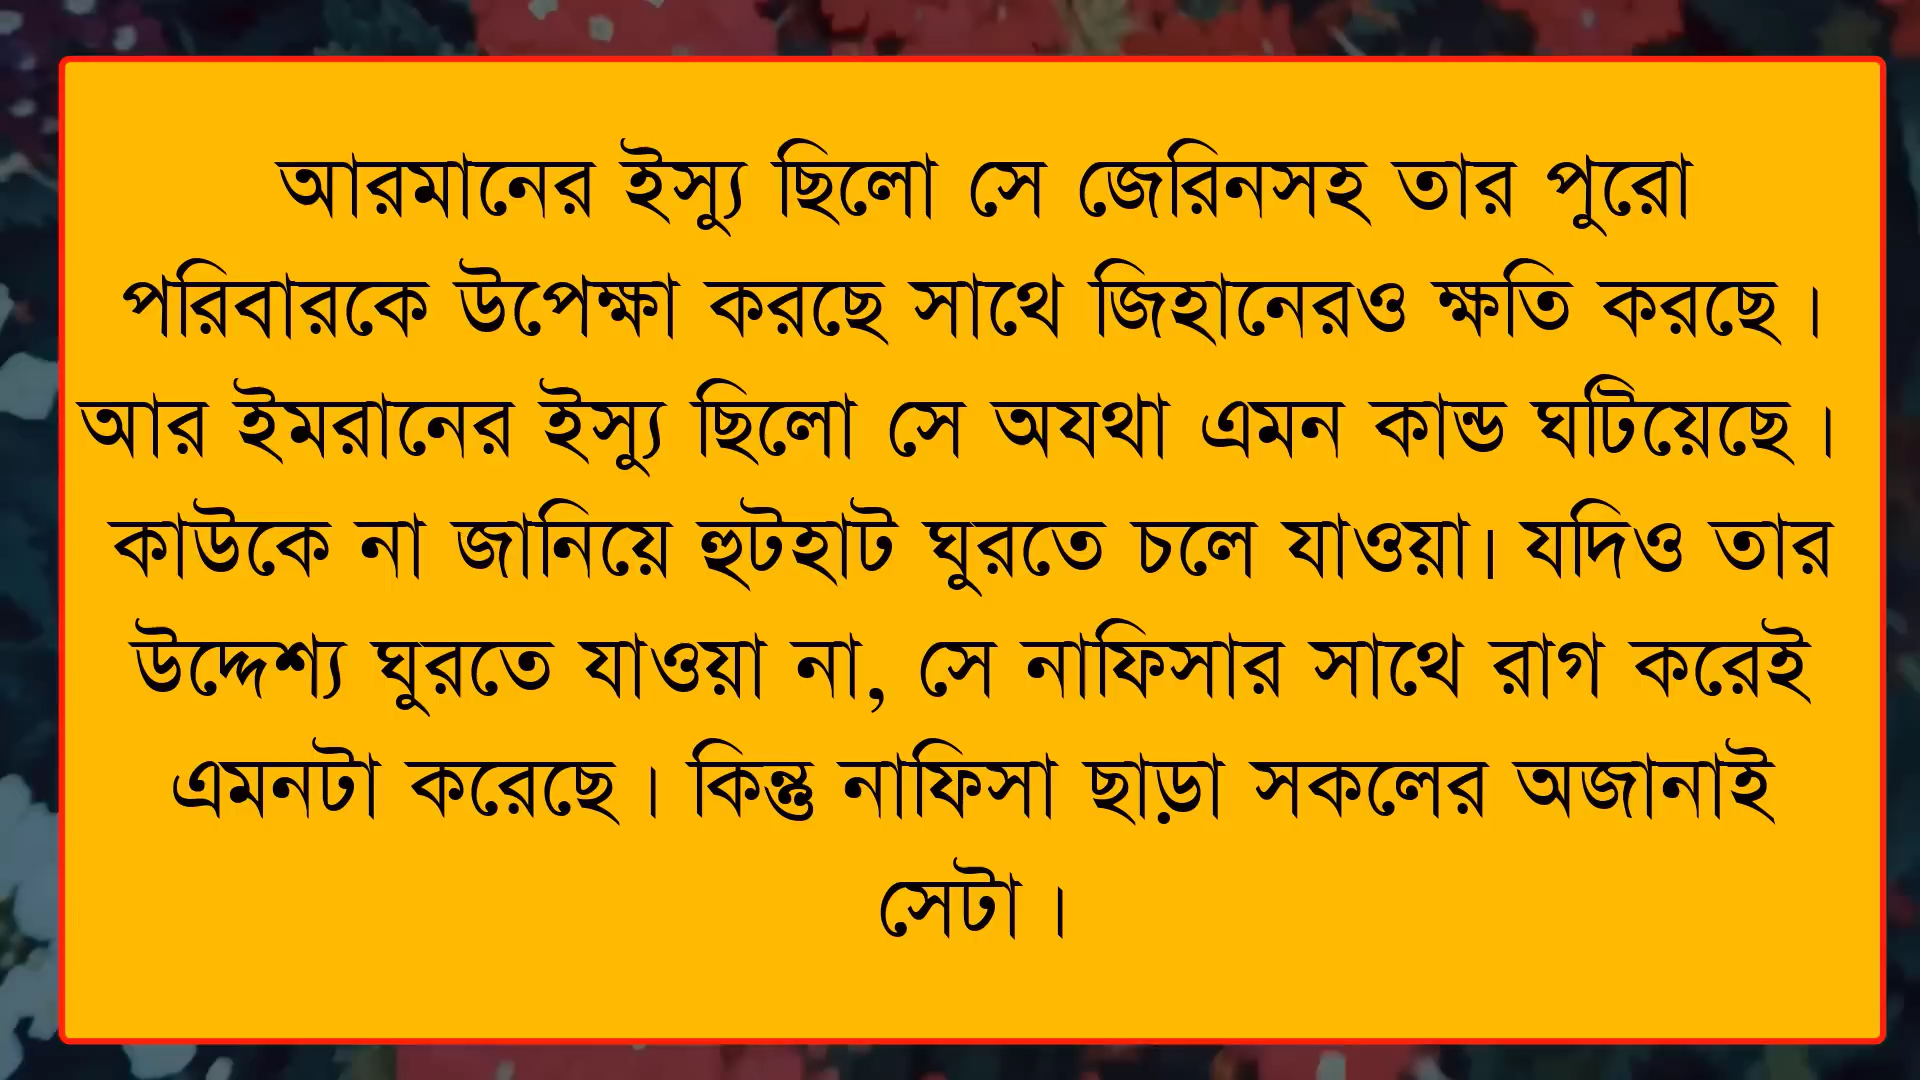 আরমানের ইস্যু ছিলো সে জেরিনসহ তার পুরো
পরিবারকে উপেক্ষা করছে সাথে জিহানেরও ক্ষতি করছে।
আর ইমরানের ইস্যু ছিলো সে অযথা এমন কান্ড ঘটিয়েছে।
কাউকে না জানিয়ে হুটহাট ঘুরতে চলে যাওয়া। যদিও তার
উদ্দেশ্য ঘুরতে যাওয়া না, সে নাফিসার সাথে রাগ করেই
এমনটা করেছে। কিন্তু নাফিসা ছাড়া সকলের অজানাই
সেটা।